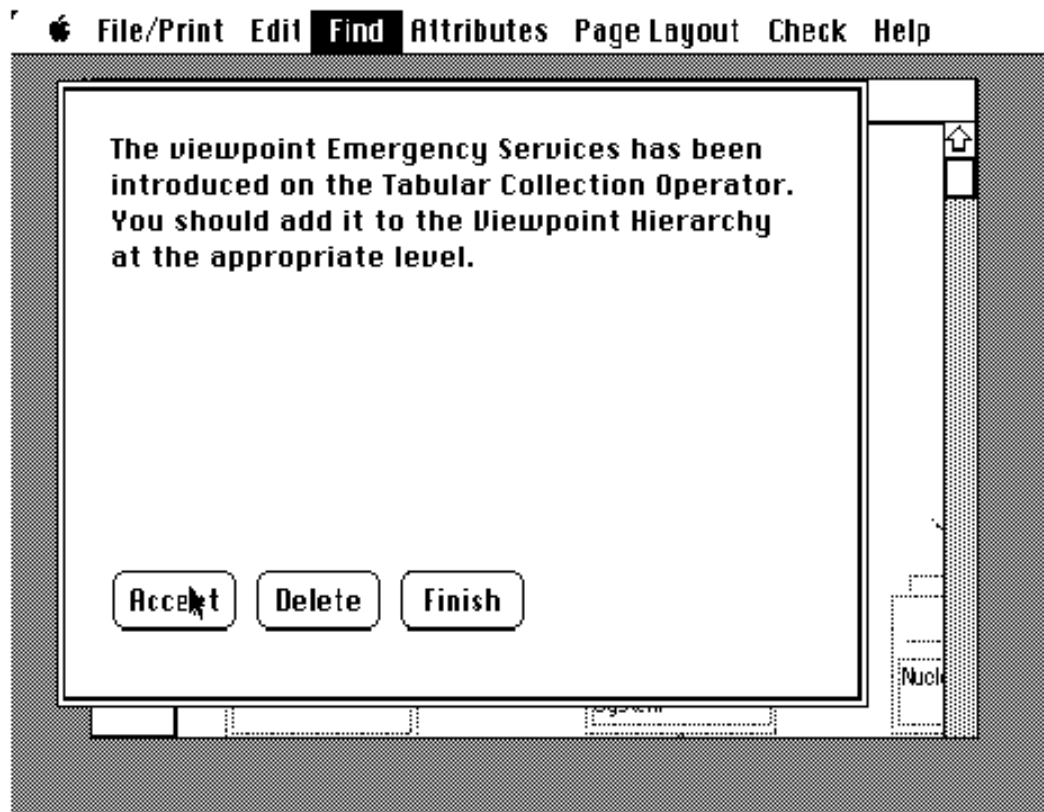 File/Print Edit Find Attributes Page Layout Check Help
The viewpoint Emergency Services has been
introduced on the Tabular Collection Operator.
You should add it to the Viewpoint Hierarchy
at the appropriate level.
Accept Delete Finish